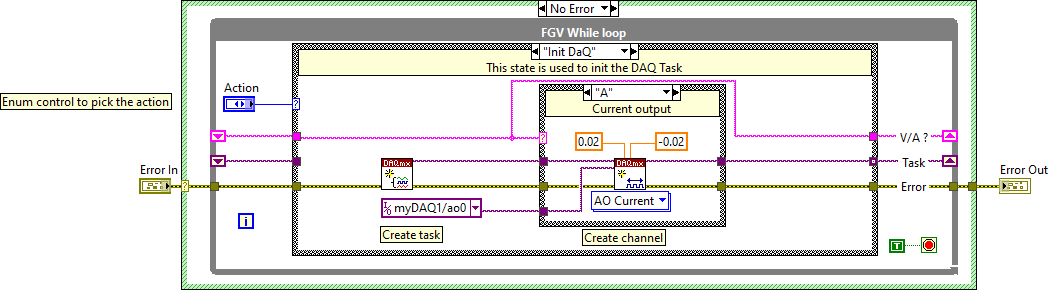 No Error
FGV While loop
"Init DaQ"
This state is used to init the DAQ Task
Action
Enum control to pick the action
"A"
Current output
0.02
-0.02
V/A ?
DAQmx
DAQmx
Task
Error In
Error
Error Out
AO Current
myDAQ1/ao0
i
Create task
Create channel
T